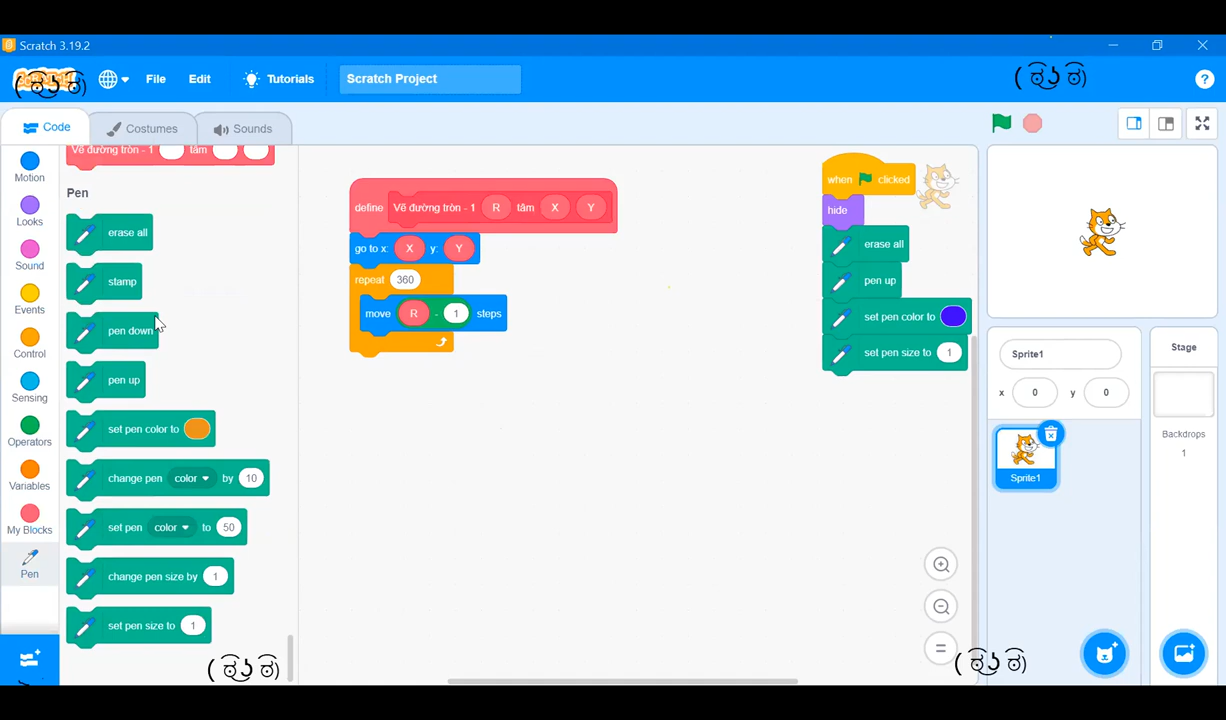 Scratch 3.19.2
File Edit Tutorials Scratch Project ?
Code Costumes Sounds
Motion
Looks
Sound
Events
Control
Sensing
Operators
Variables
My Blocks
Pen
Vẽ đường tròn - 1 tâm
Pen
erase all
stamp
pen down
pen up
set pen color to
change pen color by 10
set pen color to 50
change pen size by 1
set pen size to 1
define Vẽ đường tròn - 1 R tâm X Y
go to x: X y: Y
repeat 360
move R - 1 steps
when clicked
hide
erase all
pen up
set pen color to
set pen size to 1
Sprite1
x 0 y 0
Sprite1
Stage
Backdrops
1